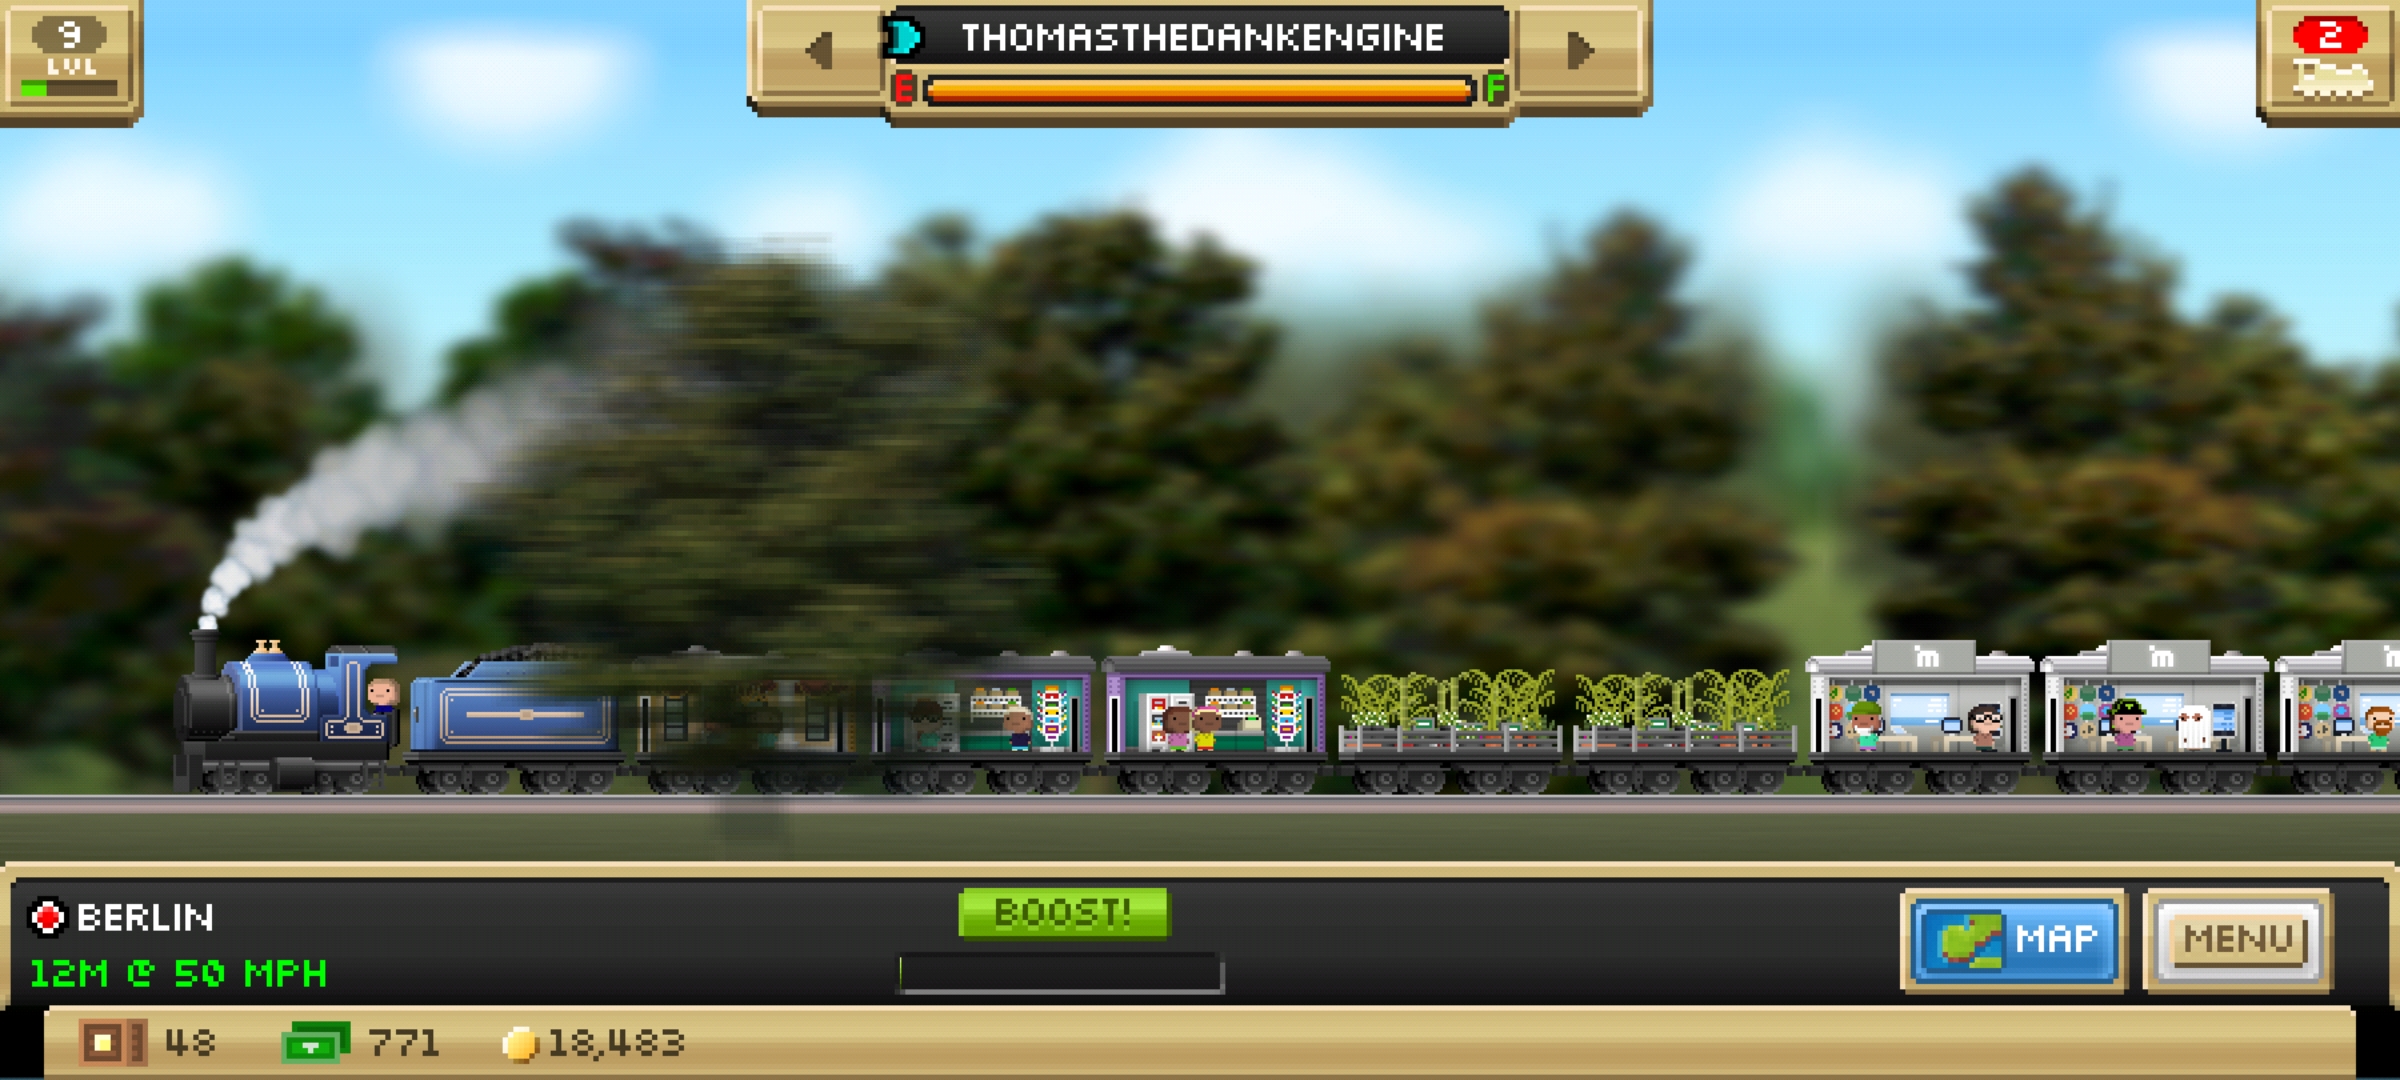 9
LVL
THOMASTHEDANKENGINE
E F
2
m m
BERLIN
12M @ 50 MPH
BOOST!
MAP
MENU
48
771
18,483